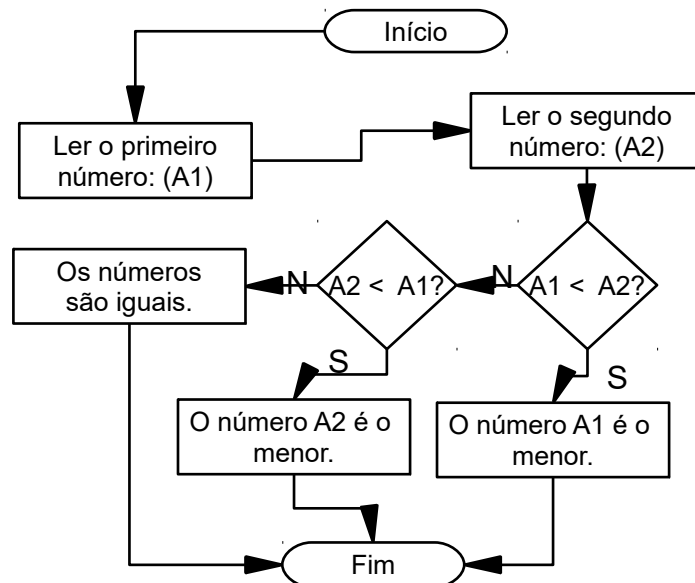 Início
Ler o primeiro
número: (A1)
Ler o segundo
número: (A2)
A1 < A2?
N
A2 < A1?
N
Os números
são iguais.
S
O número A2 é o
menor.
S
O número A1 é o
menor.
Fim